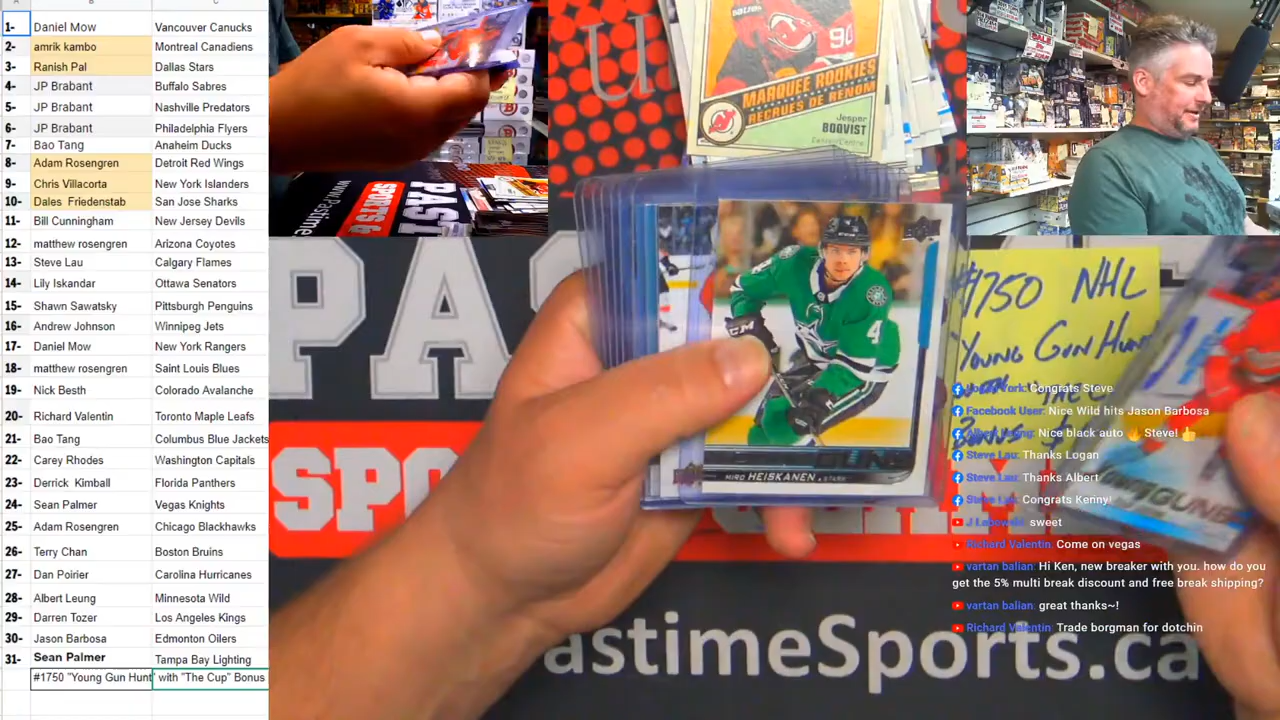 1- Daniel Mow Vancouver Canucks
2- amrik kambo Montreal Canadiens
3- Ranish Pal Dallas Stars
4- JP Brabant Buffalo Sabres
5- JP Brabant Nashville Predators
6- JP Brabant Philadelphia Flyers
7- Bao Tang Anaheim Ducks
8- Adam Rosengren Detroit Red Wings
9- Chris Villacorta New York Islanders
10- Dales Friedenstab San Jose Sharks
11- Bill Cunningham New Jersey Devils
12- matthew rosengren Arizona Coyotes
13- Steve Lau Calgary Flames
14- Lily Iskandar Ottawa Senators
15- Shawn Sawatsky Pittsburgh Penguins
16- Andrew Johnson Winnipeg Jets
17- Daniel Mow New York Rangers
18- matthew rosengren Saint Louis Blues
19- Nick Besth Colorado Avalanche
20- Richard Valentin Toronto Maple Leafs
21- Bao Tang Columbus Blue Jackets
22- Carey Rhodes Washington Capitals
23- Derrick Kimball Florida Panthers
24- Sean Palmer Vegas Knights
25- Adam Rosengren Chicago Blackhawks
26- Terry Chan Boston Bruins
27- Dan Poirier Carolina Hurricanes
28- Albert Leung Minnesota Wild
29- Darren Tozer Los Angeles Kings
30- Jason Barbosa Edmonton Oilers
31- Sean Palmer Tampa Bay Lighting
#1750 "Young Gun Hunt" with "The Cup" Bonus
90
MARQUEE ROOKIES
RECRUES DE RENOM
Jesper
BOQVIST
MIRO HEISKANEN • STARS
#1750 NHL
Young Gun Hunt
Congrats Steve
Facebook User: Nice Wild hits Jason Barbosa
Nice black auto 🔥 Steve! 👍
Steve Lau: Thanks Logan
Steve Lau: Thanks Albert
Steve Lau: Congrats Kenny!
J Lebowski: sweet
Richard Valentin: Come on vegas
vartan balian: Hi Ken, new breaker with you. how do you
get the 5% multi break discount and free break shipping?
vartan balian: great thanks~!
Richard Valentin: Trade borgman for dotchin
PastimeSports.ca